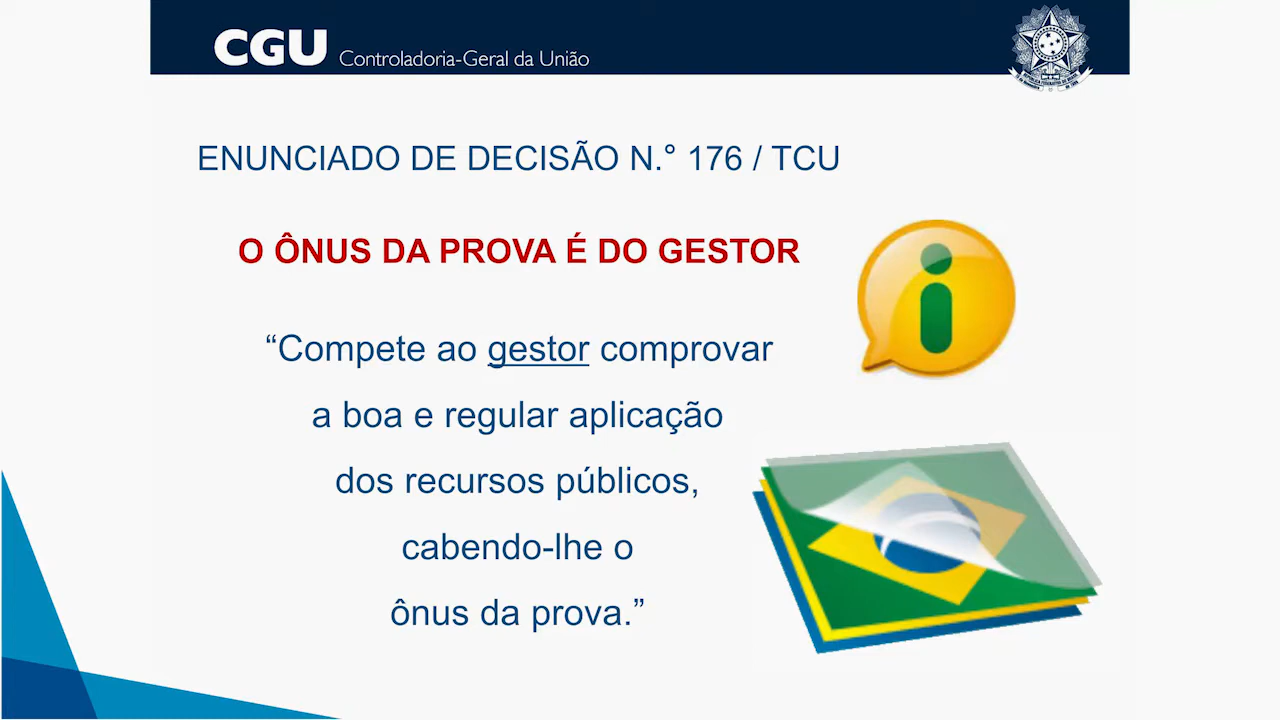 CGU Controladoria-Geral da União
ENUNCIADO DE DECISÃO N.° 176 / TCU
O ÔNUS DA PROVA É DO GESTOR
“Compete ao gestor comprovar
a boa e regular aplicação
dos recursos públicos,
cabendo-lhe o
ônus da prova.”